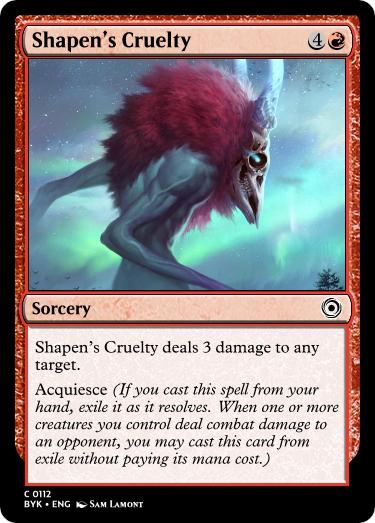 Shapen's Cruelty 4
Sorcery
Shapen's Cruelty deals 3 damage to any
target.
Acquiesce (If you cast this spell from your
hand, exile it as it resolves. When one or more
creatures you control deal combat damage to
an opponent, you may cast this card from
exile without paying its mana cost.)
C 0112
BYK • ENG Sam Lamont